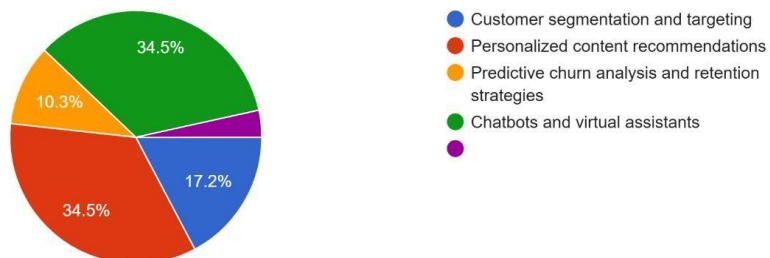 34.5%
10.3%
34.5%
17.2%
Customer segmentation and targeting
Personalized content recommendations
Predictive churn analysis and retention
strategies
Chatbots and virtual assistants